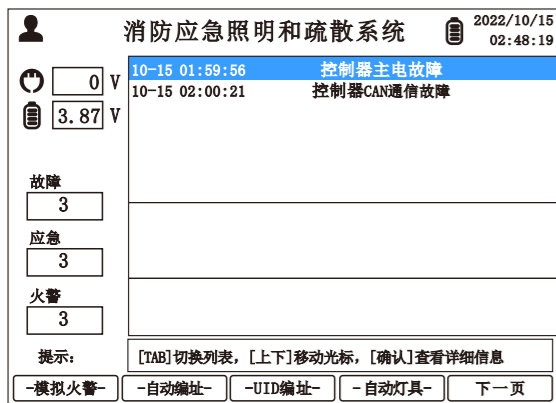 消防应急照明和疏散系统
2022/10/15
02:48:19
0 V
3.87 V
10-15 01:59:56 控制器主电故障
10-15 02:00:21 控制器CAN通信故障
故障
3
应急
3
火警
3
提示: [TAB]切换列表, [上下]移动光标, [确认]查看详细信息
-模拟火警- -自动编址- -UID编址- -自动灯具- 下一页